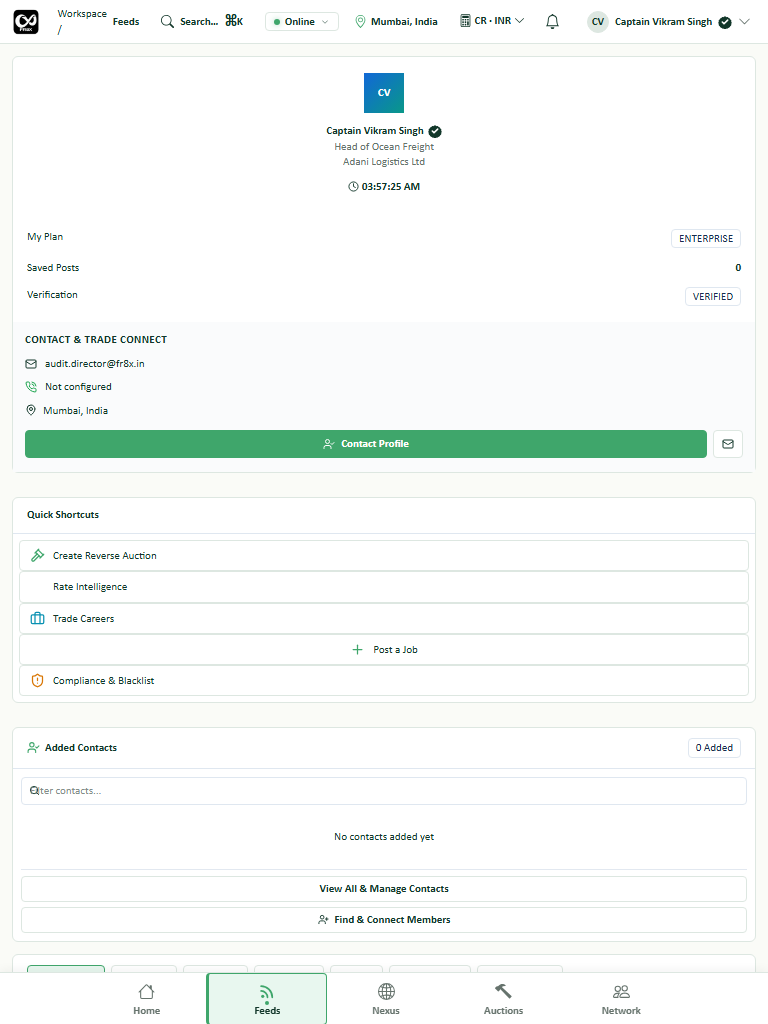 Fr8X
Workspace
/
Feeds
Search... ⌘K
Online
Mumbai, India
CR · INR
CV
Captain Vikram Singh
CV
Captain Vikram Singh
Head of Ocean Freight
Adani Logistics Ltd
03:57:25 AM
My Plan
ENTERPRISE
Saved Posts
0
Verification
VERIFIED
CONTACT & TRADE CONNECT
audit.director@fr8x.in
Not configured
Mumbai, India
Contact Profile
Quick Shortcuts
Create Reverse Auction
Rate Intelligence
Trade Careers
Post a Job
Compliance & Blacklist
Added Contacts
0 Added
Filter contacts...
No contacts added yet
View All & Manage Contacts
Find & Connect Members
Home
Feeds
Nexus
Auctions
Network